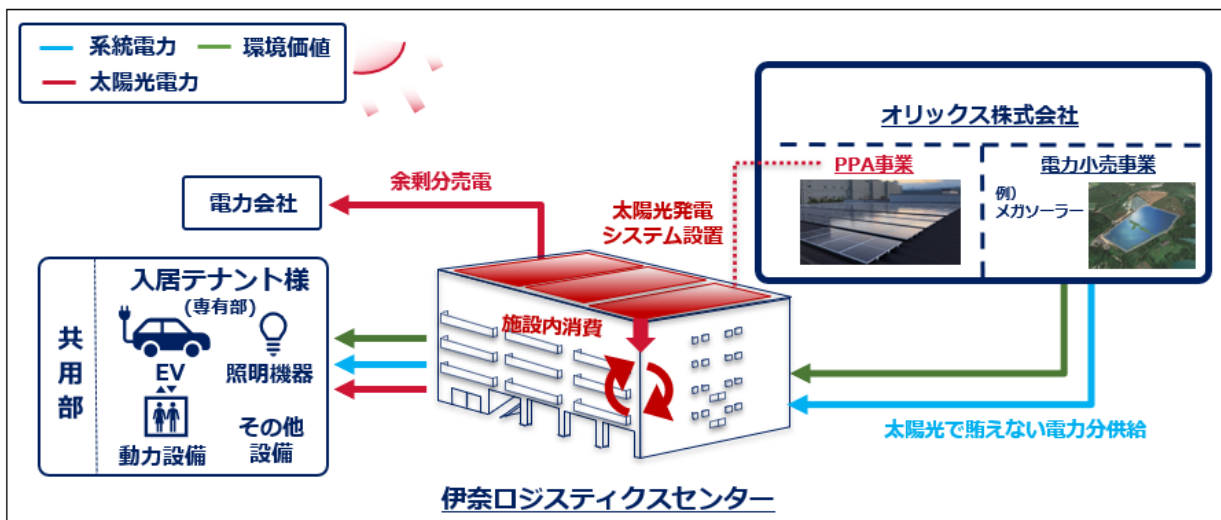 系統電力
環境価値
太陽光電力
オリックス株式会社
PPA事業
電力小売事業
例)
メガソーラー
余剰分売電
電力会社
太陽光発電
システム設置
入居テナント様
(専有部)
共用部
EV
照明機器
動力設備
その他
設備
施設内消費
太陽光で賄えない電力分供給
伊奈ロジスティクスセンター